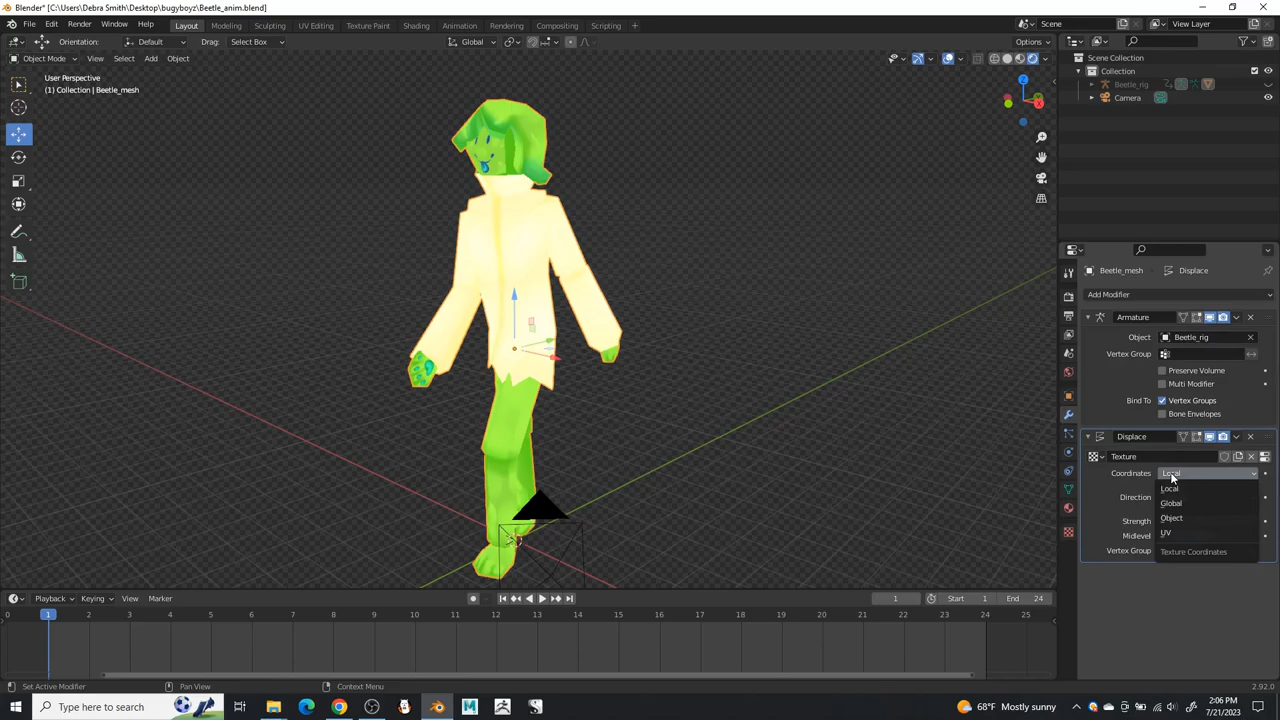 Blender* [C:\Users\Debra Smith\Desktop\bugyboyz\Beetle_anim.blend]
File Edit Render Window Help Layout Modeling Sculpting UV Editing Texture Paint Shading Animation Rendering Compositing Scripting + Scene View Layer
Orientation: Default Drag: Select Box Global Options
Object Mode View Select Add Object
User Perspective
(1) Collection | Beetle_mesh
Scene Collection
Collection
Beetle_rig
Camera
Z
Beetle_mesh Displace
Add Modifier
Armature
Object Beetle_rig
Vertex Group
Preserve Volume
Multi Modifier
Bind To Vertex Groups
Bone Envelopes
Displace
Texture
Coordinates Local
Local
Direction Global
Object
Strength
Midlevel UV
Vertex Group Texture Coordinates
Playback Keying View Marker 1 Start 1 End 24
0 1 2 3 4 5 6 7 8 9 10 11 12 13 14 15 16 17 18 19 20 21 22 23 24 25
Set Active Modifier Pan View Context Menu 2.92.0
Type here to search 68°F Mostly sunny 2:06 PM
7/21/2023